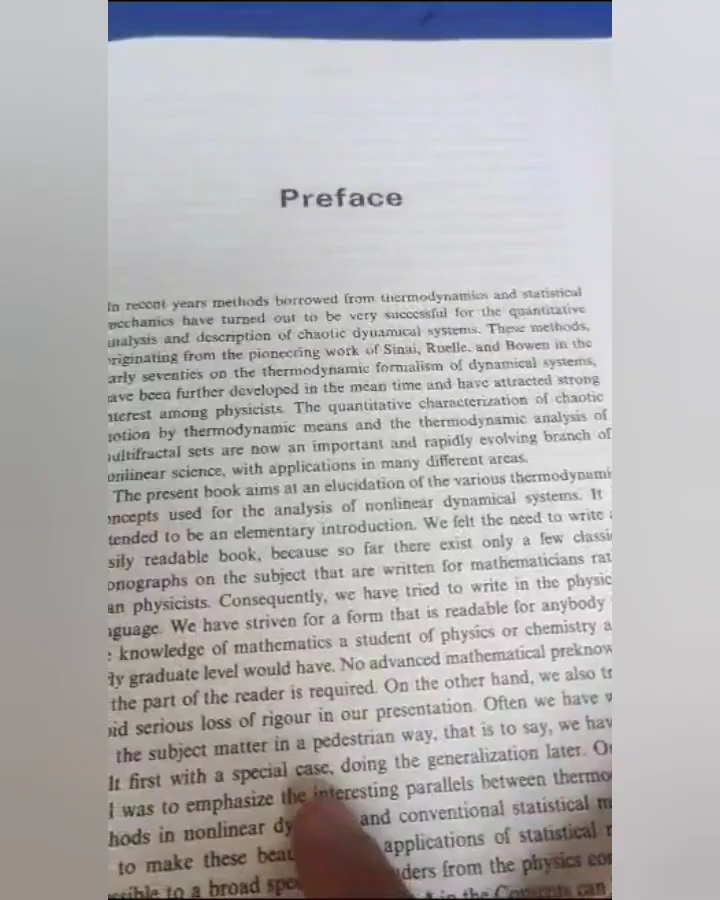 Preface
In recent years methods borrowed from thermodynamics and statistical
mechanics have turned out to be very successful for the quantitative
analysis and description of chaotic dynamical systems. These methods,
originating from the pioneering work of Sinai, Ruelle, and Bowen in the
early seventies on the thermodynamic formalism of dynamical systems,
have been further developed in the mean time and have attracted strong
interest among physicists. The quantitative characterization of chaotic
motion by thermodynamic means and the thermodynamic analysis of
multifractal sets are now an important and rapidly evolving branch of
nonlinear science, with applications in many different areas.
The present book aims at an elucidation of the various thermodynami
oncepts used for the analysis of nonlinear dynamical systems. It
tended to be an elementary introduction. We felt the need to write
sily readable book, because so far there exist only a few classi
onographs on the subject that are written for mathematicians rat
an physicists. Consequently, we have tried to write in the physic
nguage. We have striven for a form that is readable for anybody
knowledge of mathematics a student of physics or chemistry a
ly graduate level would have. No advanced mathematical preknow
the part of the reader is required. On the other hand, we also tr
oid serious loss of rigour in our presentation. Often we have
the subject matter in a pedestrian way, that is to say, we hav
lt first with a special case, doing the generalization later. O
l was to emphasize the interesting parallels between thermo
hods in nonlinear dy and conventional statistical m
to make these beau applications of statistical
ssible to a broad spe ders from the physics com
in the Contents can